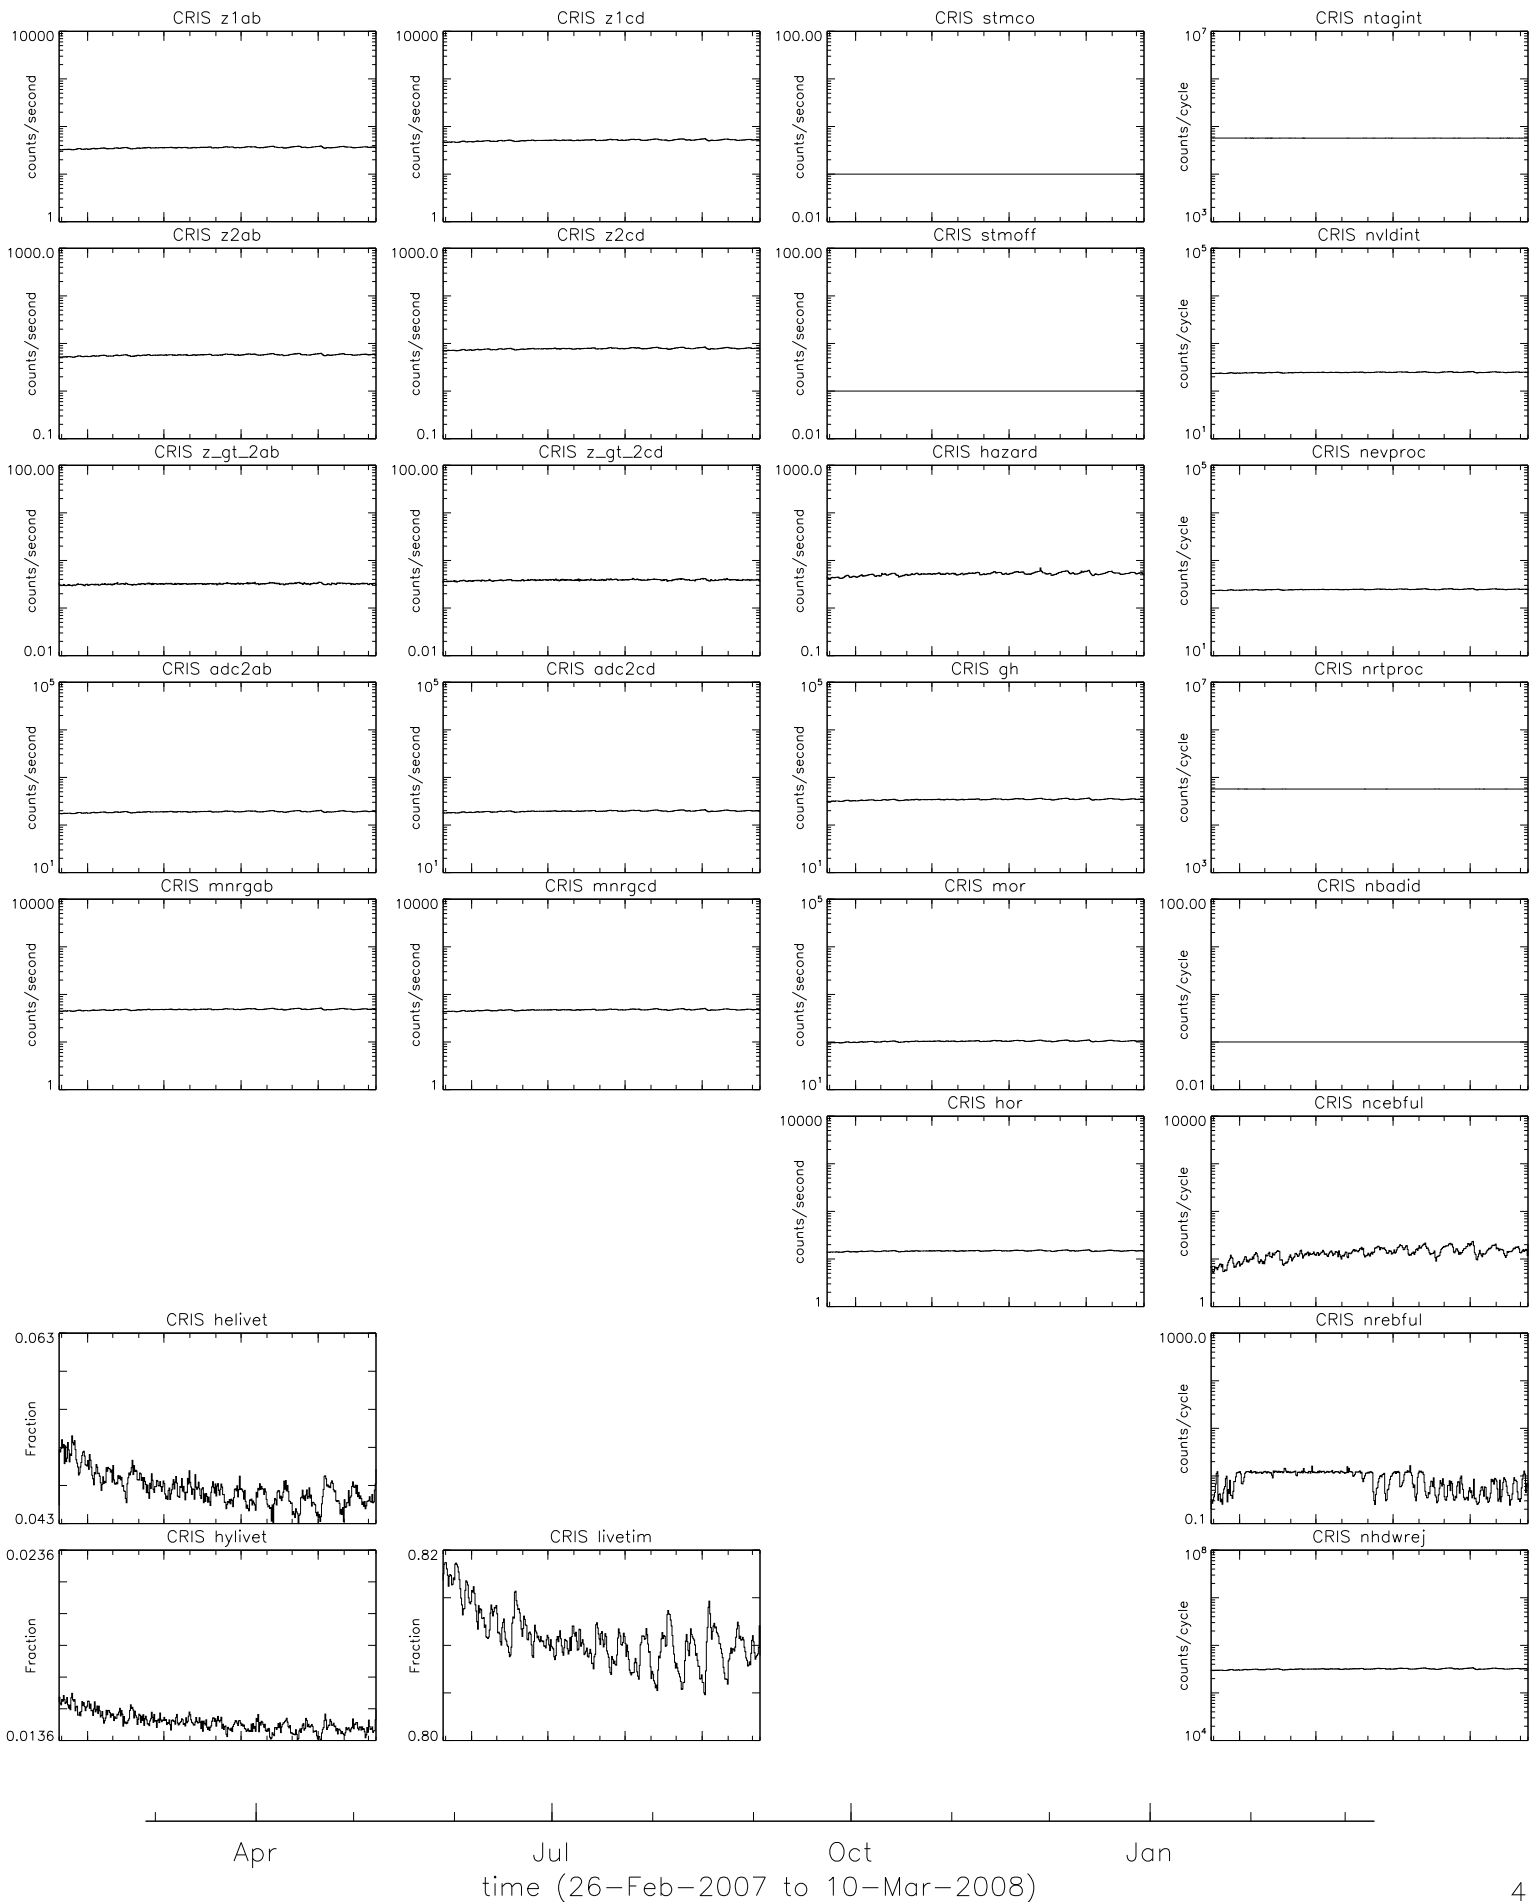 CRIS z1ab
10000
counts/second
1
CRIS z1cd
10000
counts/second
1
CRIS stmco
100.00
counts/second
0.01
CRIS ntagint
10⁷
counts/cycle
10³
CRIS z2ab
1000.0
counts/second
0.1
CRIS z2cd
1000.0
counts/second
0.1
CRIS stmoff
100.00
counts/second
0.01
CRIS nvldint
10⁵
counts/cycle
10¹
CRIS z_gt_2ab
100.00
counts/second
0.01
CRIS z_gt_2cd
100.00
counts/second
0.01
CRIS hazard
1000.0
counts/second
0.1
CRIS nevproc
10⁵
counts/cycle
10¹
CRIS adc2ab
10⁵
counts/second
10¹
CRIS adc2cd
10⁵
counts/second
10¹
CRIS gh
10⁵
counts/second
10¹
CRIS nrtproc
10⁷
counts/cycle
10³
CRIS mnrgab
10000
counts/second
1
CRIS mnrgcd
10000
counts/second
1
CRIS mor
10⁵
counts/second
10¹
CRIS nbadid
100.00
counts/cycle
0.01
CRIS hor
10000
counts/second
1
CRIS ncebful
10000
counts/cycle
1
CRIS helivet
0.063
Fraction
0.043
CRIS nrebful
1000.0
counts/cycle
0.1
CRIS hylivet
0.0236
Fraction
0.0136
CRIS livetim
0.82
Fraction
0.80
CRIS nhdwrej
10⁸
counts/cycle
10⁴
Apr Jul Oct Jan
time (26-Feb-2007 to 10-Mar-2008)
4